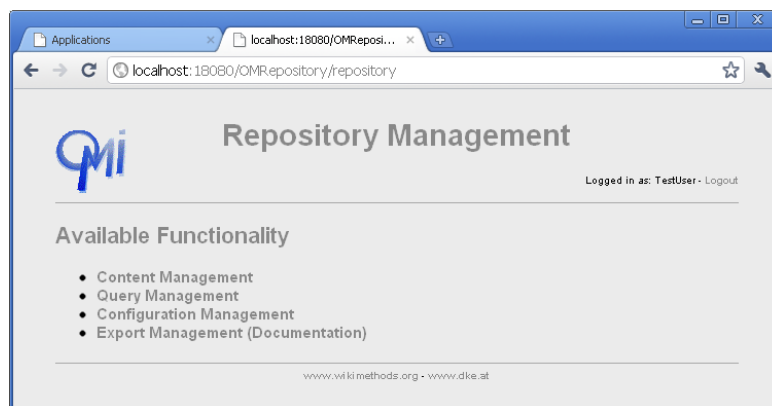 Applications
localhost:18080/OMReposi...
localhost:18080/OMRepository/repository
OMi
Repository Management
Logged in as: TestUser - Logout
Available Functionality
Content Management
Query Management
Configuration Management
Export Management (Documentation)
www.wikimethods.org - www.dke.at